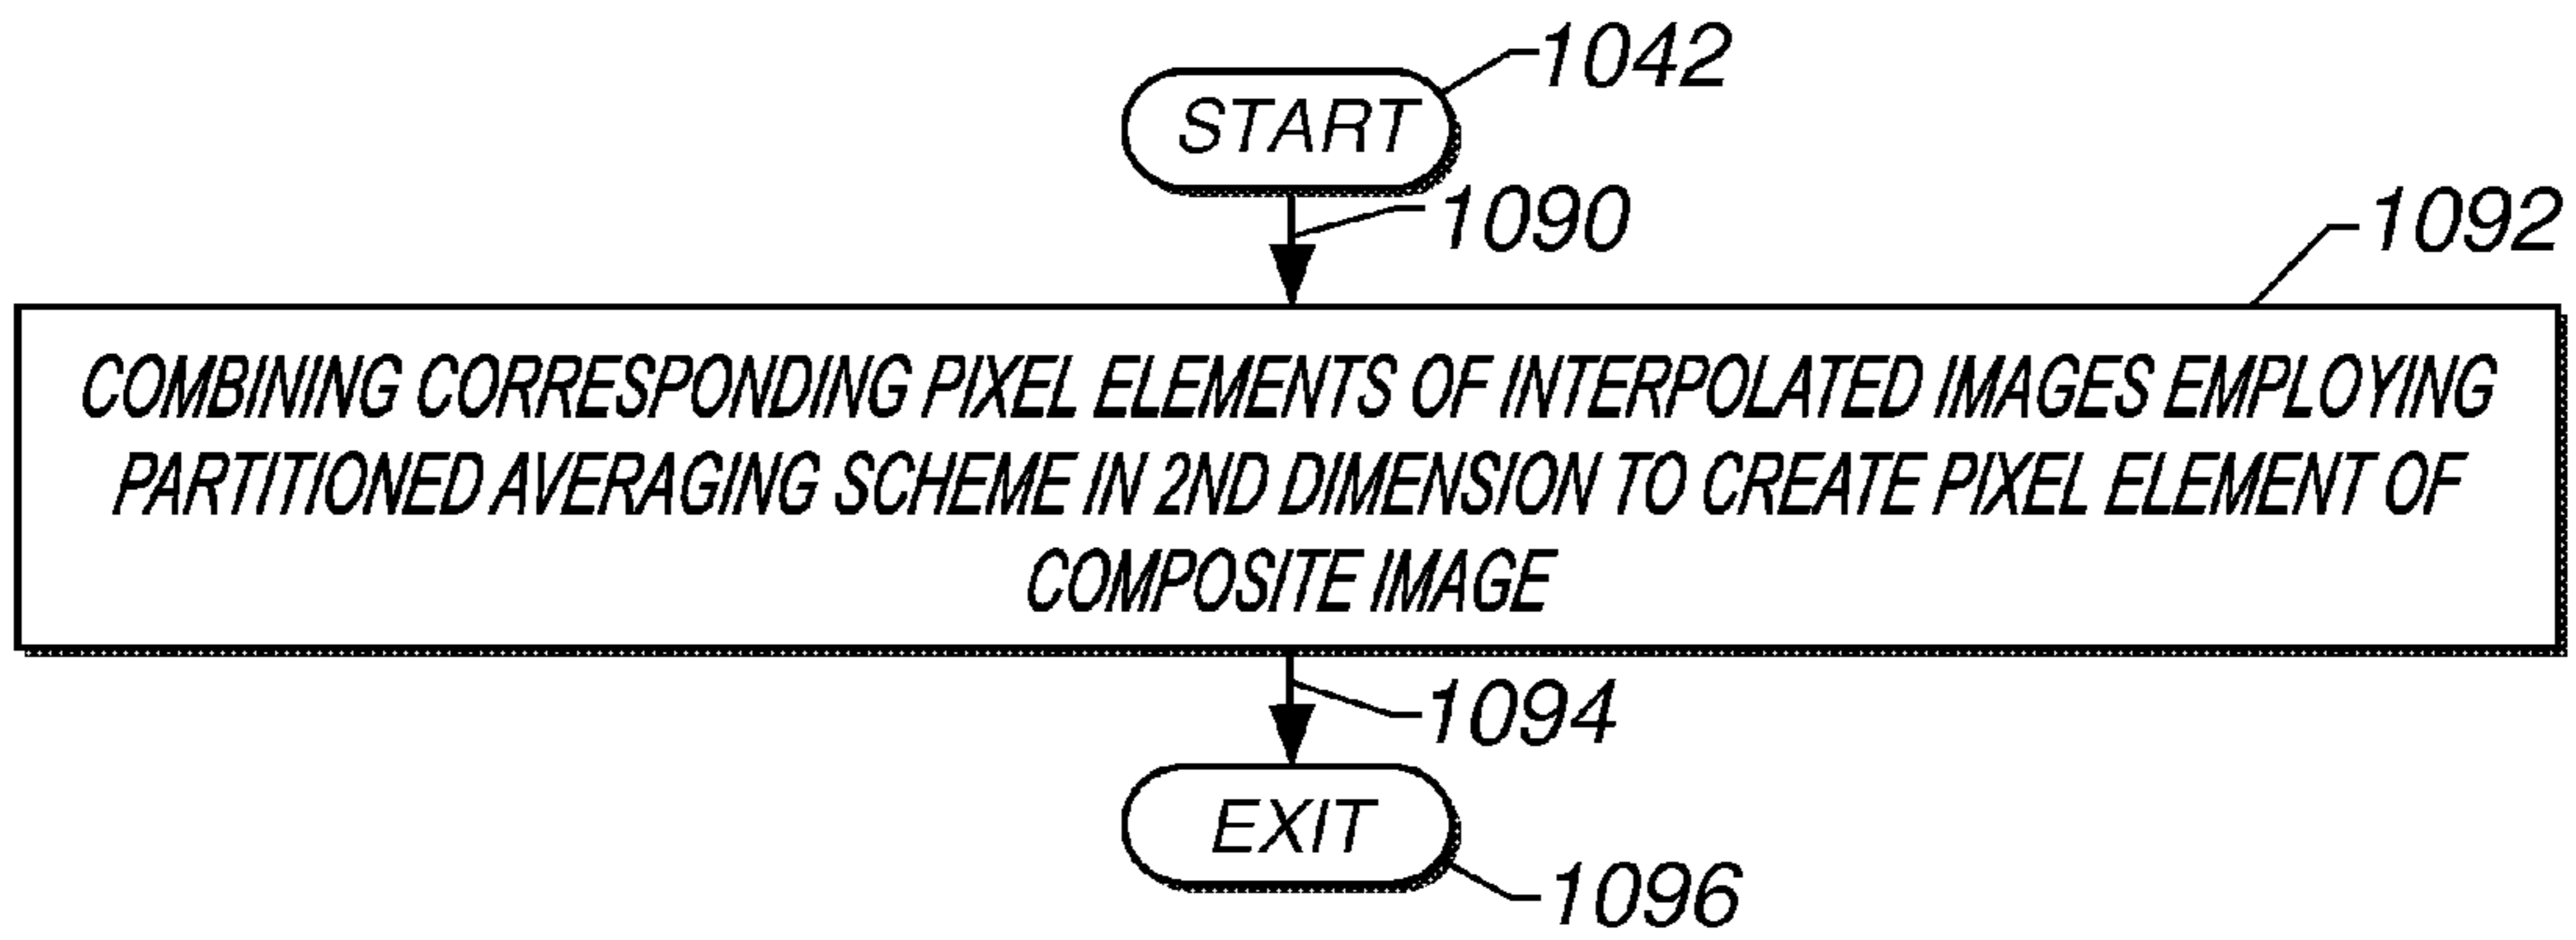 1042
START
1090
1092
COMBINING CORRESPONDING PIXEL ELEMENTS OF INTERPOLATED IMAGES EMPLOYING
PARTITIONED AVERAGING SCHEME IN 2ND DIMENSION TO CREATE PIXEL ELEMENT OF
COMPOSITE IMAGE
1094
EXIT
1096